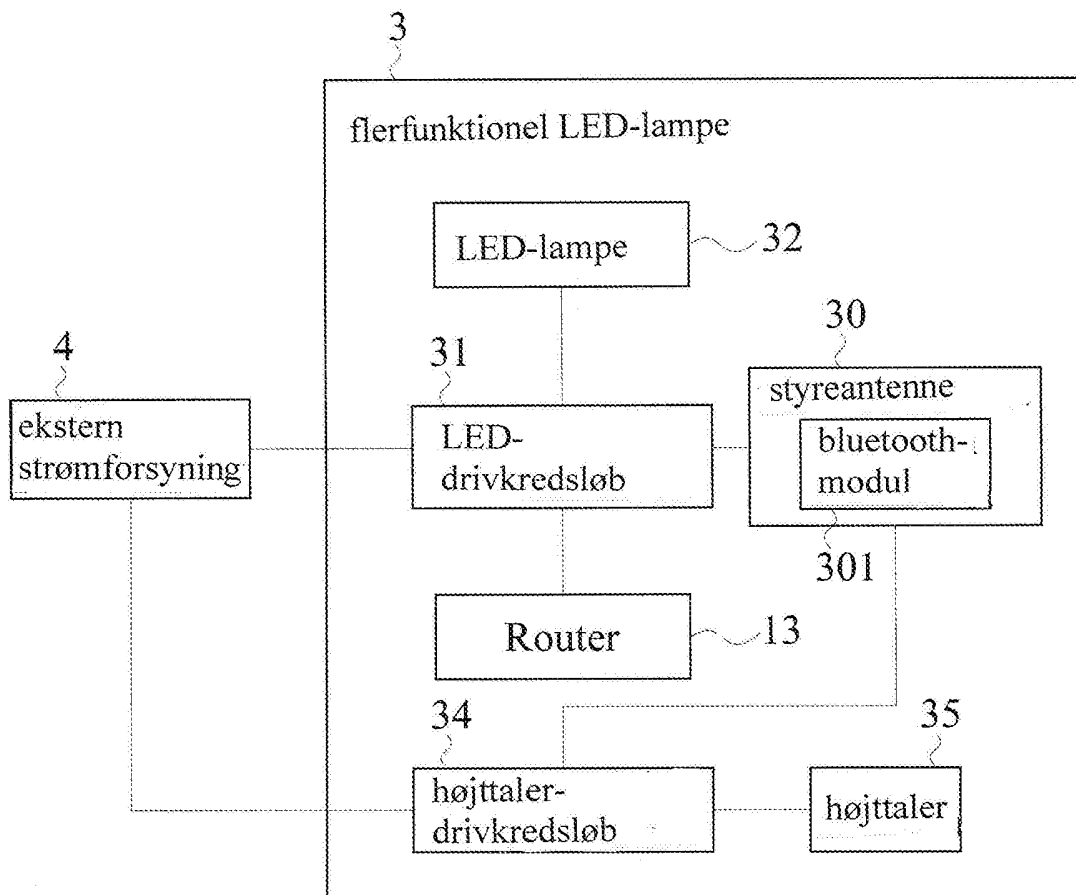 3
flerfunktionel LED-lampe
LED-lampe
32
30
31
4
styreantenne
ekstern
strømforsyning
LED-
drivkredsløb
bluetooth-
modul
301
Router
13
34
35
højttaler-
drivkredsløb
højttaler